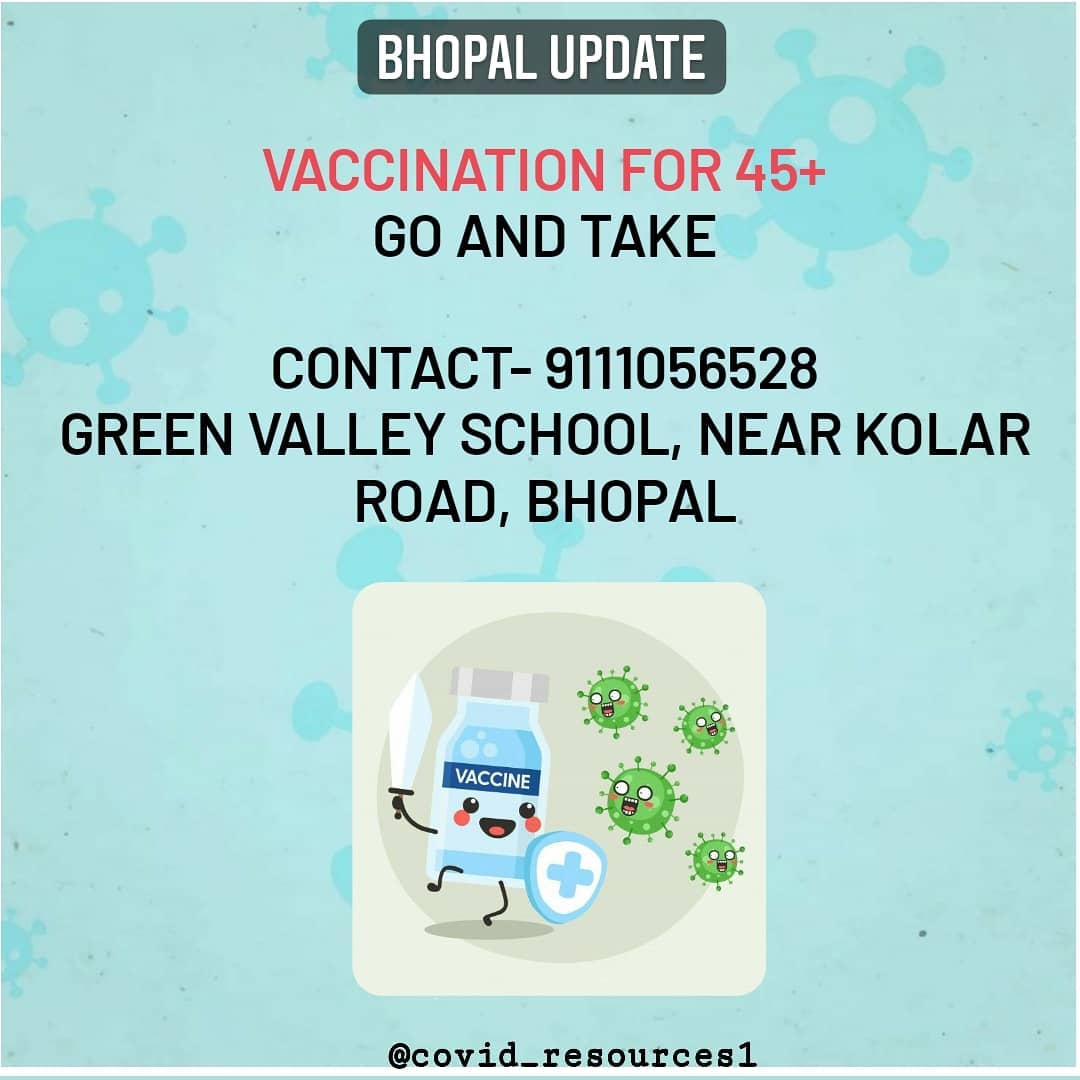 BHOPAL UPDATE
VACCINATION FOR 45+
GO AND TAKE
CONTACT- 9111056528
GREEN VALLEY SCHOOL, NEAR KOLAR
ROAD, BHOPAL
VACCINE
@covid_resources1